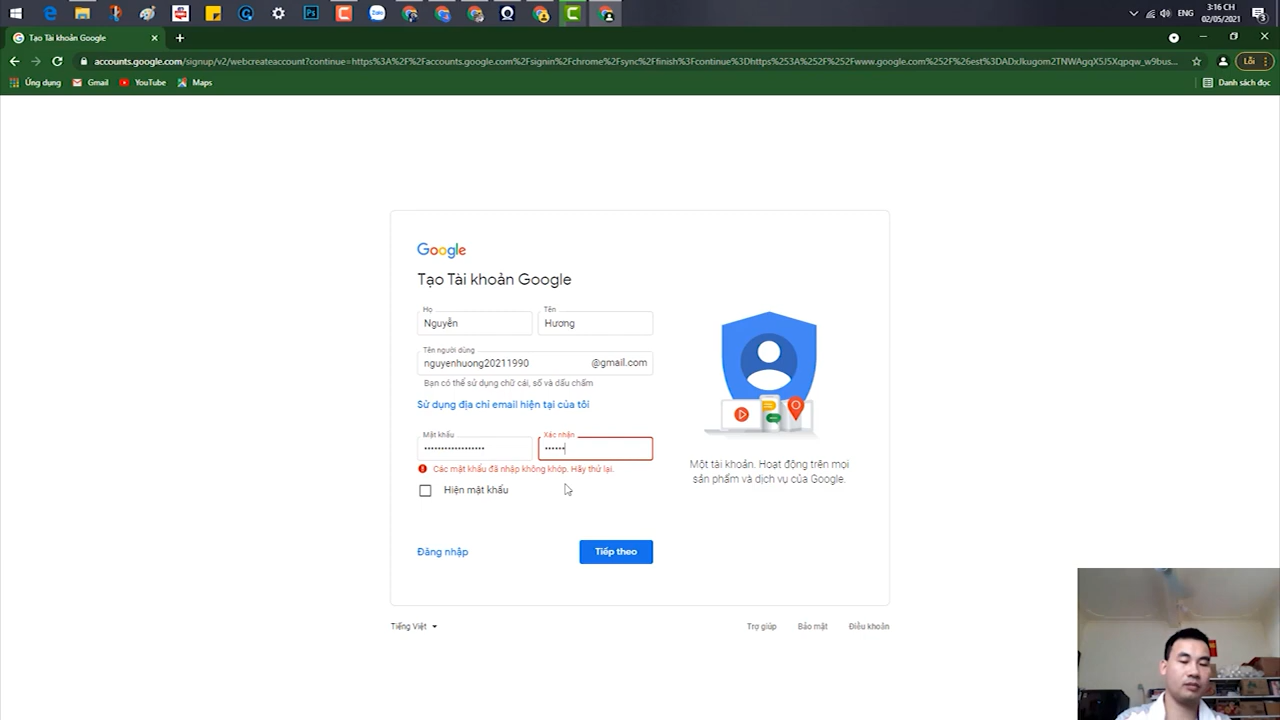 3:16 CH
ENG
02/05/2021
3
Ps
Zalo
Tạo Tài khoản Google
accounts.google.com/signup/v2/webcreateaccount?continue=https%3A%2F%2Faccounts.google.com%2Fsignin%2Fchrome%2Fsync%2Ffinish%3Fcontinue%3Dhttps%253A%252F%252Fwww.google.com%252F%26est%3DADxJkugom2TNWAgqX5J5Xqpqw_w9bus...
Lỗi
Ứng dụng
Gmail
YouTube
Maps
Danh sách đọc
Google
Tạo Tài khoản Google
Họ
Tên
Nguyễn
Hương
Tên người dùng
nguyenhuong20211990 @gmail.com
Bạn có thể sử dụng chữ cái, số và dấu chấm
Sử dụng địa chỉ email hiện tại của tôi
Mật khẩu
Xác nhận
Các mật khẩu đã nhập không khớp. Hãy thử lại.
Hiện mật khẩu
Một tài khoản. Hoạt động trên mọi
sản phẩm và dịch vụ của Google.
Đăng nhập
Tiếp theo
Tiếng Việt
Trợ giúp
Bảo mật
Điều khoản